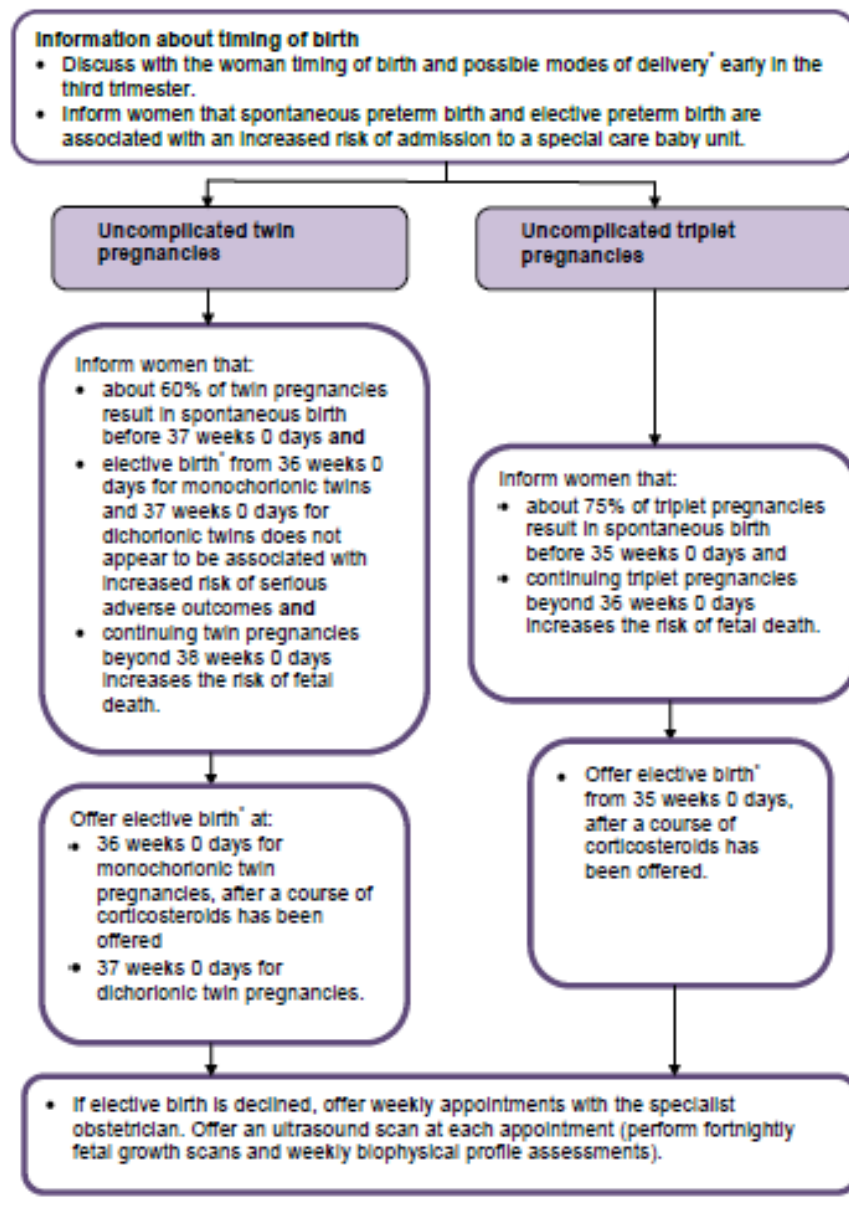 Information about timing of birth
• Discuss with the woman timing of birth and possible modes of delivery* early in the
third trimester.
• Inform women that spontaneous preterm birth and elective preterm birth are
associated with an increased risk of admission to a special care baby unit.
Uncomplicated twin
pregnancies
Uncomplicated triplet
pregnancies
Inform women that:
• about 60% of twin pregnancies
result in spontaneous birth
before 37 weeks 0 days and
• elective birth* from 36 weeks 0
days for monochorionic twins
and 37 weeks 0 days for
dichorionic twins does not
appear to be associated with
increased risk of serious
adverse outcomes and
• continuing twin pregnancies
beyond 38 weeks 0 days
increases the risk of fetal
death.
Inform women that:
• about 75% of triplet pregnancies
result in spontaneous birth
before 35 weeks 0 days and
• continuing triplet pregnancies
beyond 36 weeks 0 days
increases the risk of fetal death.
Offer elective birth* at:
• 36 weeks 0 days for
monochorionic twin
pregnancies, after a course of
corticosteroids has been
offered
• 37 weeks 0 days for
dichorionic twin pregnancies.
• Offer elective birth*
from 35 weeks 0 days,
after a course of
corticosteroids has
been offered.
• If elective birth is declined, offer weekly appointments with the specialist
obstetrician. Offer an ultrasound scan at each appointment (perform fortnightly
fetal growth scans and weekly biophysical profile assessments).